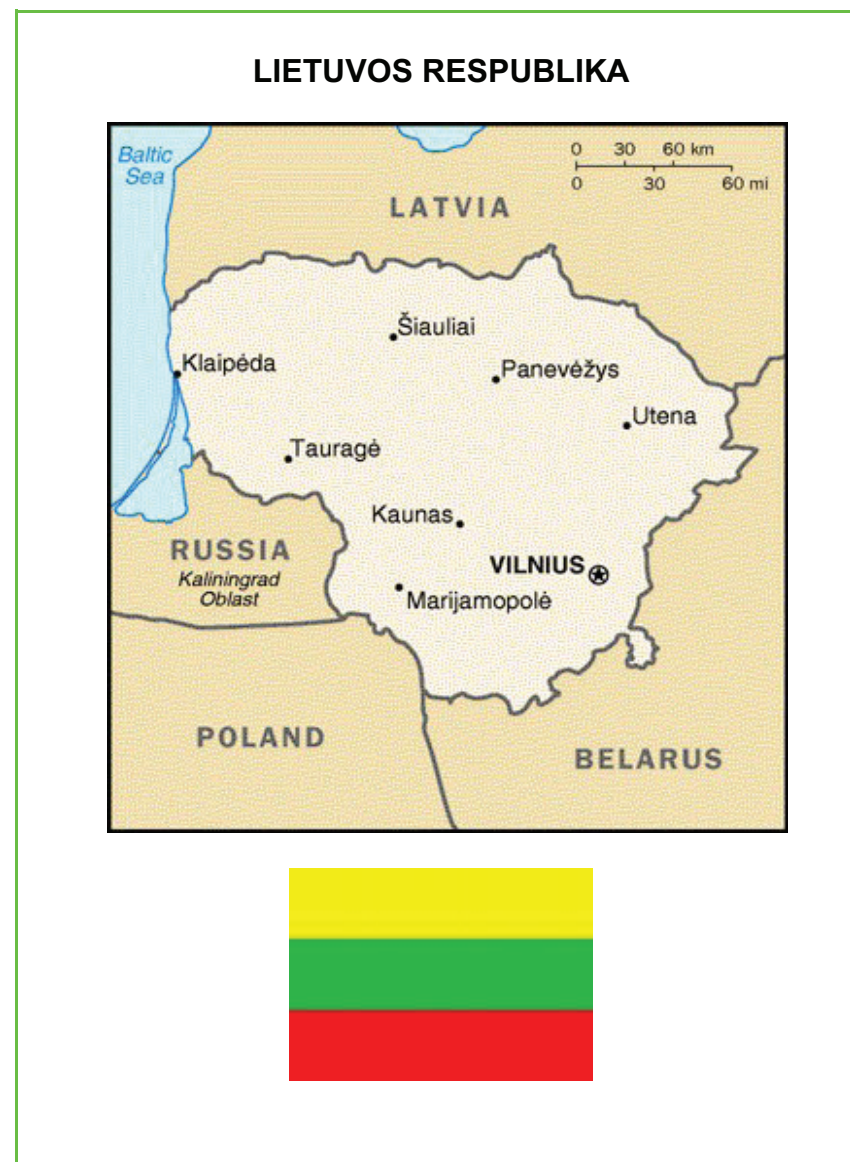 LIETUVOS RESPUBLIKA
Baltic
Sea
0 30 60 km
0 30 60 mi
LATVIA
Šiauliai
Klaipėda
Panevėžys
Utena
Tauragė
Kaunas
RUSSIA
Kaliningrad
Oblast
VILNIUS
Marijamopolė
POLAND
BELARUS